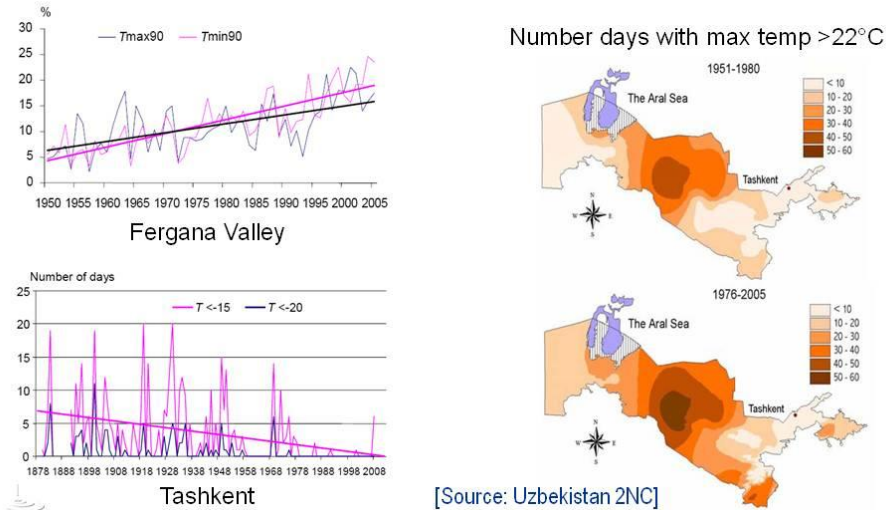 %
30
25
20
15
10
5
0
Tmax90 Tmin90
1950 1955 1960 1965 1970 1975 1980 1985 1990 1995 2000 2005
Fergana Valley
Number of days
25
20
15
10
5
0
T <-15 T <-20
1878 1888 1898 1908 1918 1928 1938 1948 1958 1968 1978 1988 1998 2008
Tashkent
Number days with max temp >22°C
1951-1980
The Aral Sea
< 10
10 - 20
20 - 30
30 - 40
40 - 50
50 - 60
Tashkent
N
W E
S
1976-2005
The Aral Sea
< 10
10 - 20
20 - 30
30 - 40
40 - 50
50 - 60
Tashkent
N
W E
S
[Source: Uzbekistan 2NC]